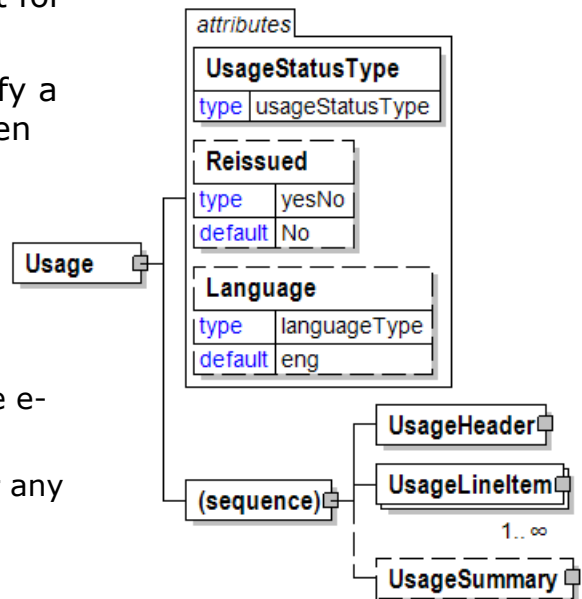 t for
fy a
en
e e-
any
attributes
UsageStatusType
type usageStatusType
Reissued
type yesNo
default No
Usage
Language
type languageType
default eng
UsageHeader
UsageLineItem
(sequence)
1.. ∞
UsageSummary